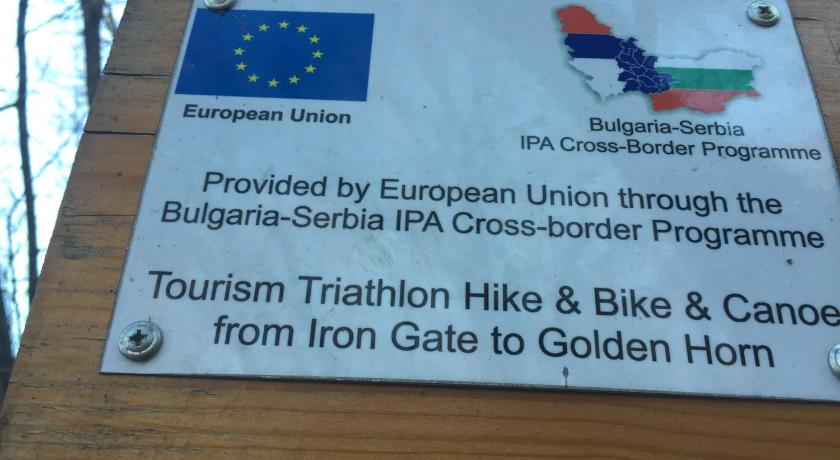 European Union
Bulgaria-Serbia
IPA Cross-Border Programme
Provided by European Union through the
Bulgaria-Serbia IPA Cross-border Programme
Tourism Triathlon Hike & Bike & Canoe
from Iron Gate to Golden Horn